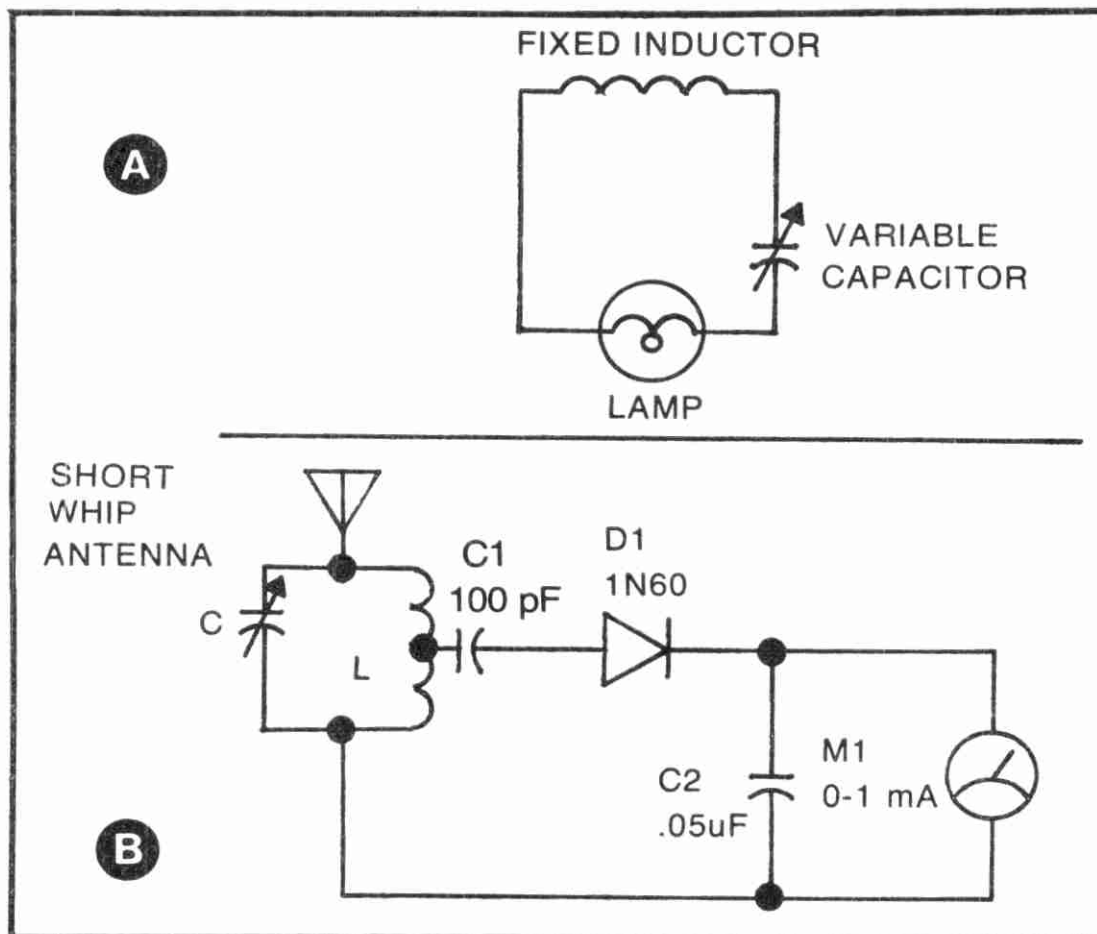 FIXED INDUCTOR
A
VARIABLE
CAPACITOR
LAMP
SHORT
WHIP
ANTENNA
C
L
C1
100 pF
D1
1N60
C2
.05uF
M1
0-1 mA
B